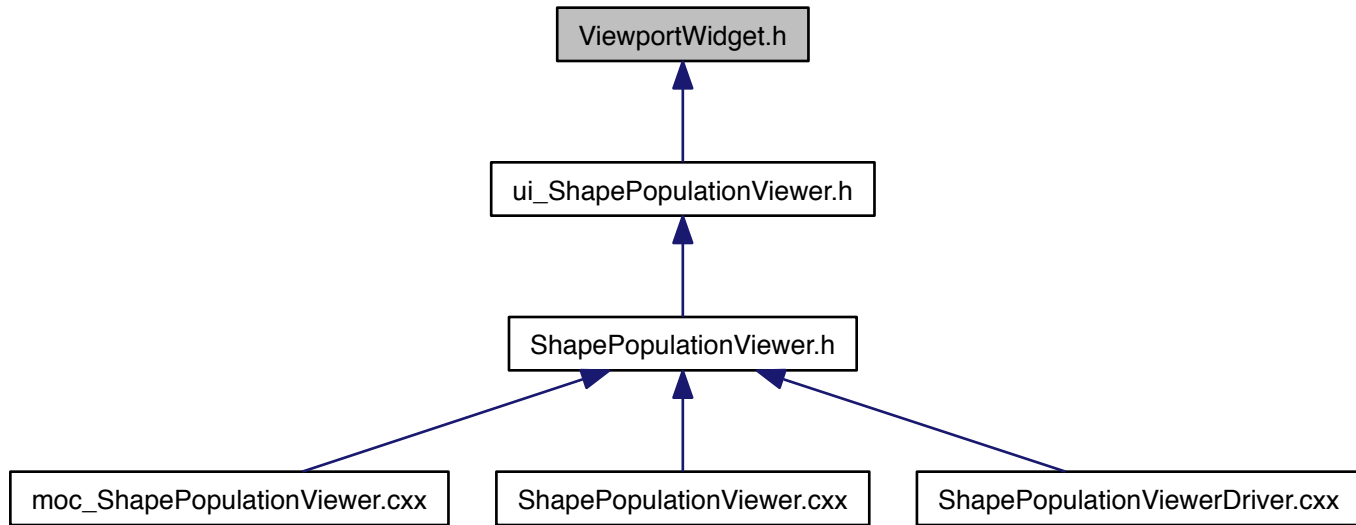 ViewportWidget.h
ui_ShapePopulationViewer.h
ShapePopulationViewer.h
moc_ShapePopulationViewer.cxx
ShapePopulationViewer.cxx
ShapePopulationViewerDriver.cxx